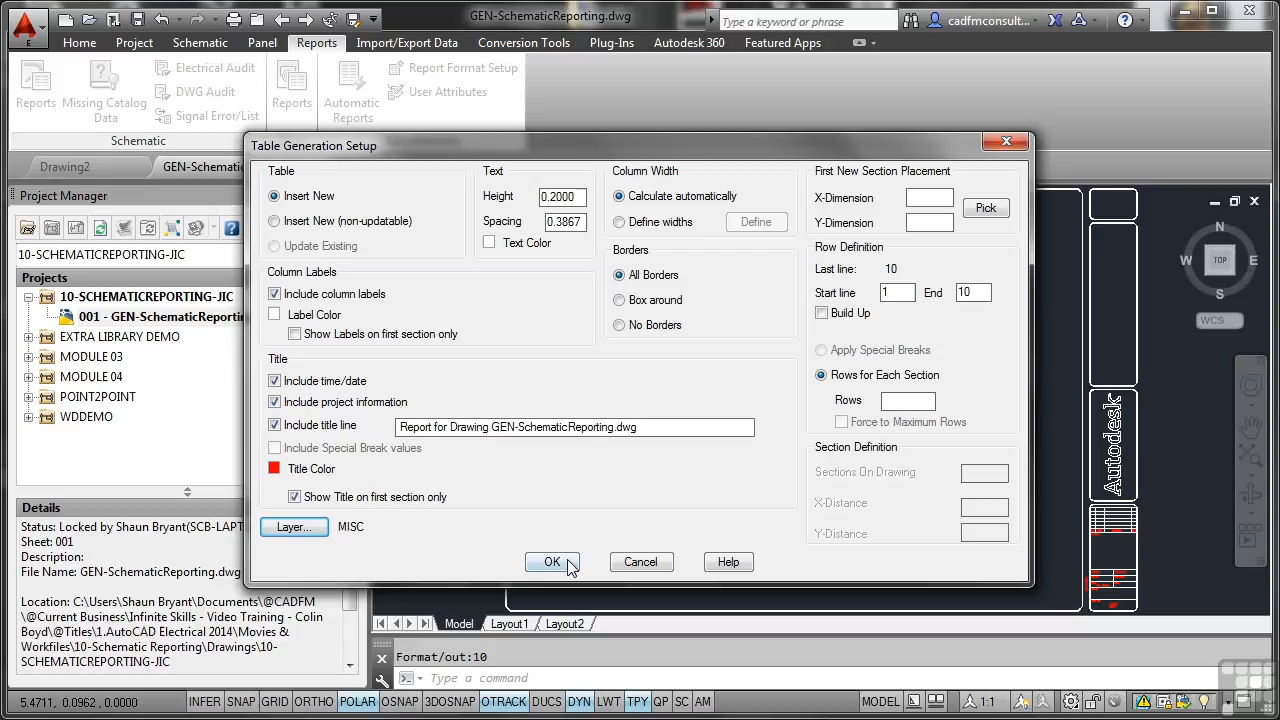 GEN-SchematicReporting.dwg
Type a keyword or phrase
cadfmconsult...
Home Project Schematic Panel Reports Import/Export Data Conversion Tools Plug-Ins Autodesk 360 Featured Apps
Reports
Missing Catalog Data
Electrical Audit
DWG Audit
Signal Error/List
Reports
Automatic Reports
Report Format Setup
User Attributes
Schematic
Drawing2
GEN-Schemati
Project Manager
10-SCHEMATICREPORTING-JIC
Projects
10-SCHEMATICREPORTING-JIC
001 - GEN-SchematicReportin
EXTRA LIBRARY DEMO
MODULE 03
MODULE 04
POINT2POINT
WDDEMO
Details
Status: Locked by Shaun Bryant(SCB-LAPT
Sheet: 001
Description:
File Name: GEN-SchematicReporting.dwg
Location: C:\Users\Shaun Bryant\Documents\@CADFM
\@Current Business\Infinite Skills - Video Training - Colin
Boyd\@Titles\1.AutoCAD Electrical 2014\Movies &
Workfiles\10-Schematic Reporting\Drawings\10-
SCHEMATICREPORTING-JIC
Table Generation Setup
Table
Insert New
Insert New (non-updatable)
Update Existing
Text
Height 0.2000
Spacing 0.3867
Text Color
Column Width
Calculate automatically
Define widths Define
Borders
All Borders
Box around
No Borders
Column Labels
Include column labels
Label Color
Show Labels on first section only
Title
Include time/date
Include project information
Include title line Report for Drawing GEN-SchematicReporting.dwg
Include Special Break values
Title Color
Show Title on first section only
Layer... MISC
First New Section Placement
X-Dimension
Y-Dimension
Pick
Row Definition
Last line: 10
Start line 1 End 10
Build Up
Apply Special Breaks
Rows for Each Section
Rows
Force to Maximum Rows
Section Definition
Sections On Drawing
X-Distance
Y-Distance
OK Cancel Help
N
W TOP E
S
WCS
Autodesk
Model Layout1 Layout2
Format/out:10
Type a command
5.4711, 0.0962, 0.0000
INFER SNAP GRID ORTHO POLAR OSNAP 3DOSNAP OTRACK DUCS DYN LWT TPY QP SC AM
MODEL
1:1